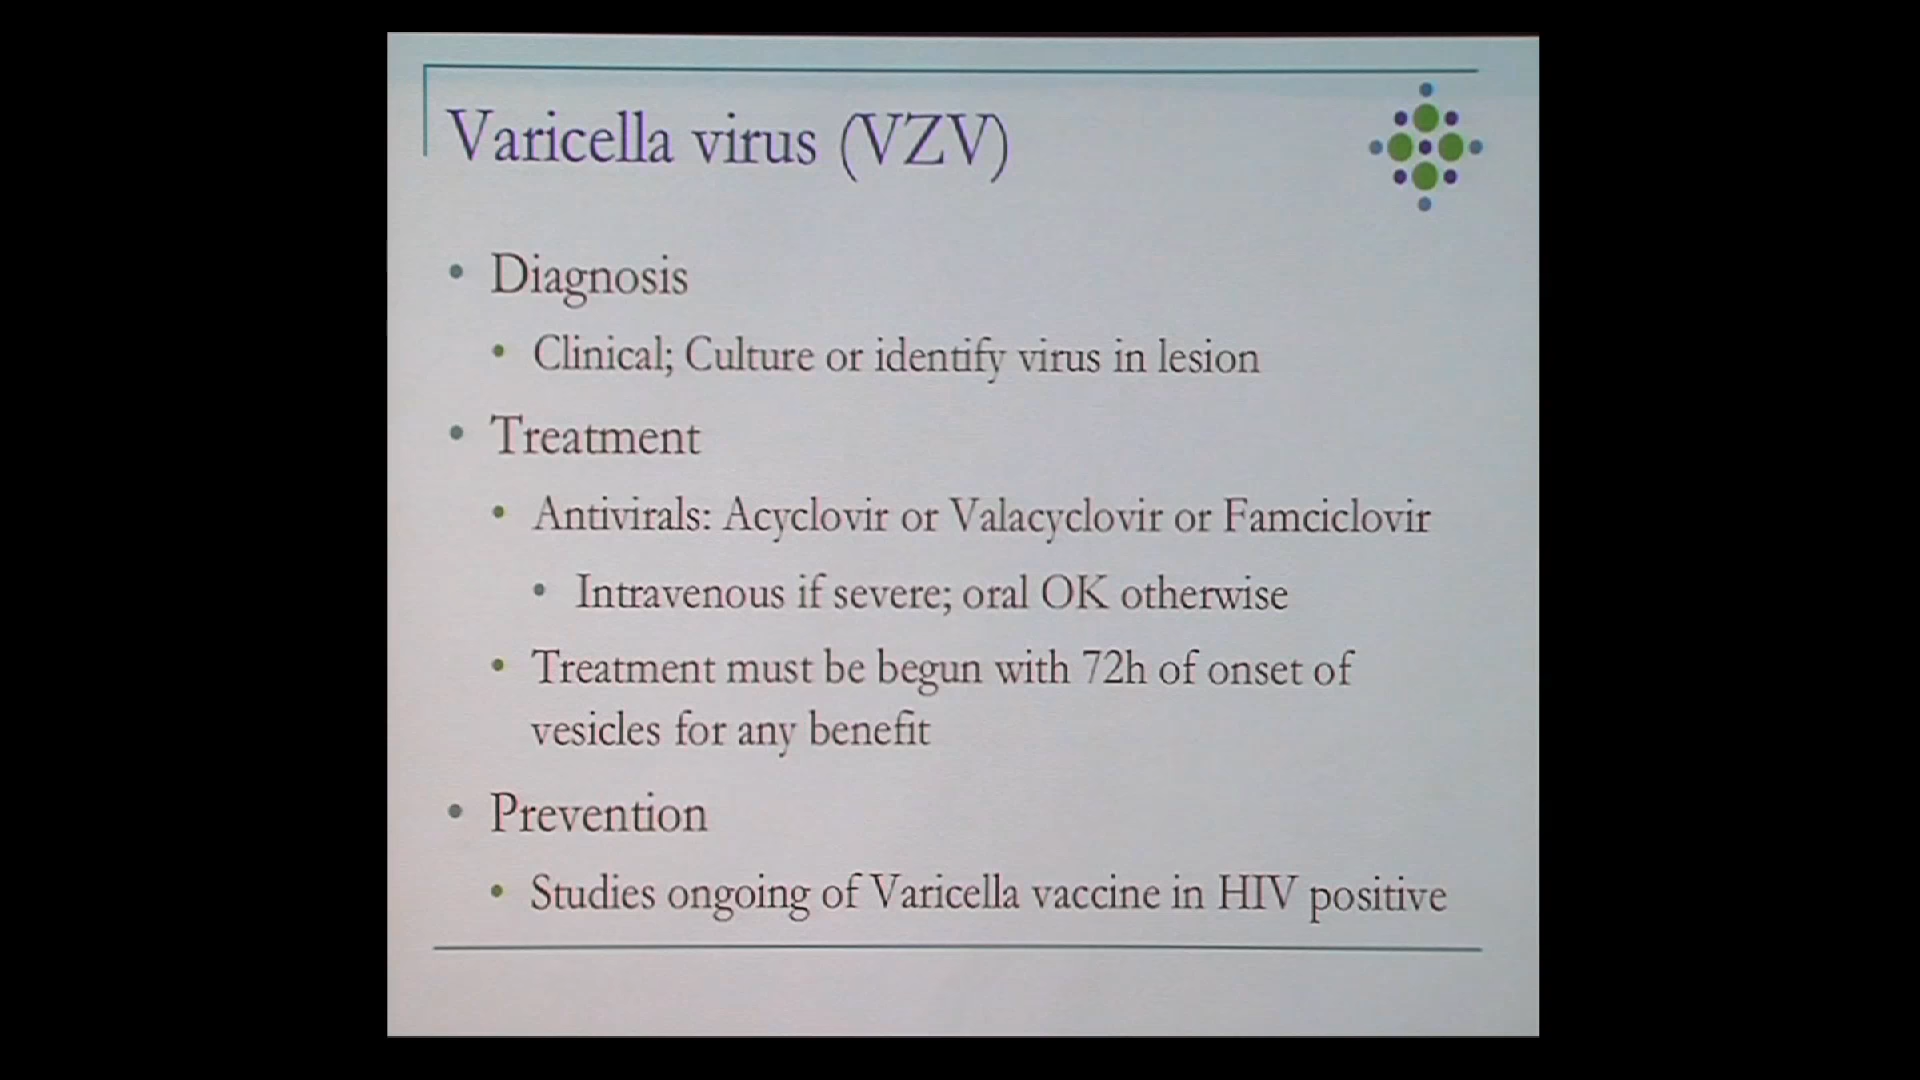 Varicella virus (VZV)
• Diagnosis
• Clinical; Culture or identify virus in lesion
• Treatment
• Antivirals: Acyclovir or Valacyclovir or Famciclovir
• Intravenous if severe; oral OK otherwise
• Treatment must be begun with 72h of onset of
vesicles for any benefit
• Prevention
• Studies ongoing of Varicella vaccine in HIV positive